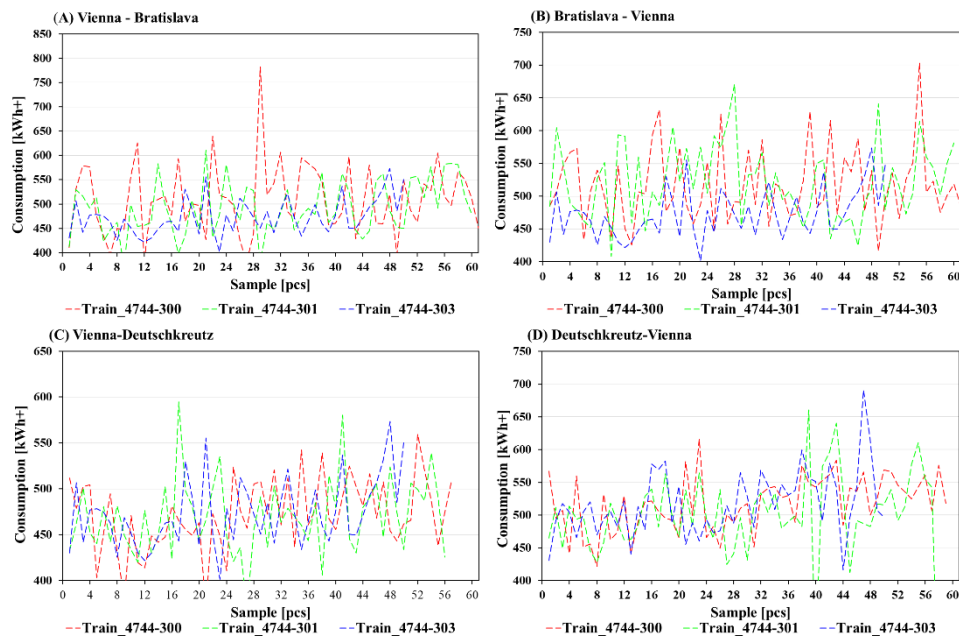 (A) Vienna - Bratislava
Consumption [kWh+]
850
800
750
700
650
600
550
500
450
400
0 4 8 12 16 20 24 28 32 36 40 44 48 52 56 60
Sample [pcs]
Train_4744-300 Train_4744-301 Train_4744-303
(B) Bratislava - Vienna
Consumption [kWh+]
750
700
650
600
550
500
450
400
0 4 8 12 16 20 24 28 32 36 40 44 48 52 56 60
Sample [pcs]
Train_4744-300 Train_4744-301 Train_4744-303
(C) Vienna-Deutschkreutz
Consumption [kWh+]
650
600
550
500
450
400
0 4 8 12 16 20 24 28 32 36 40 44 48 52 56 60
Sample [pcs]
Train_4744-300 Train_4744-301 Train_4744-303
(D) Deutschkreutz-Vienna
Consumption [kWh+]
750
700
650
600
550
500
450
400
0 4 8 12 16 20 24 28 32 36 40 44 48 52 56 60
Sample [pcs]
Train_4744-300 Train_4744-301 Train_4744-303